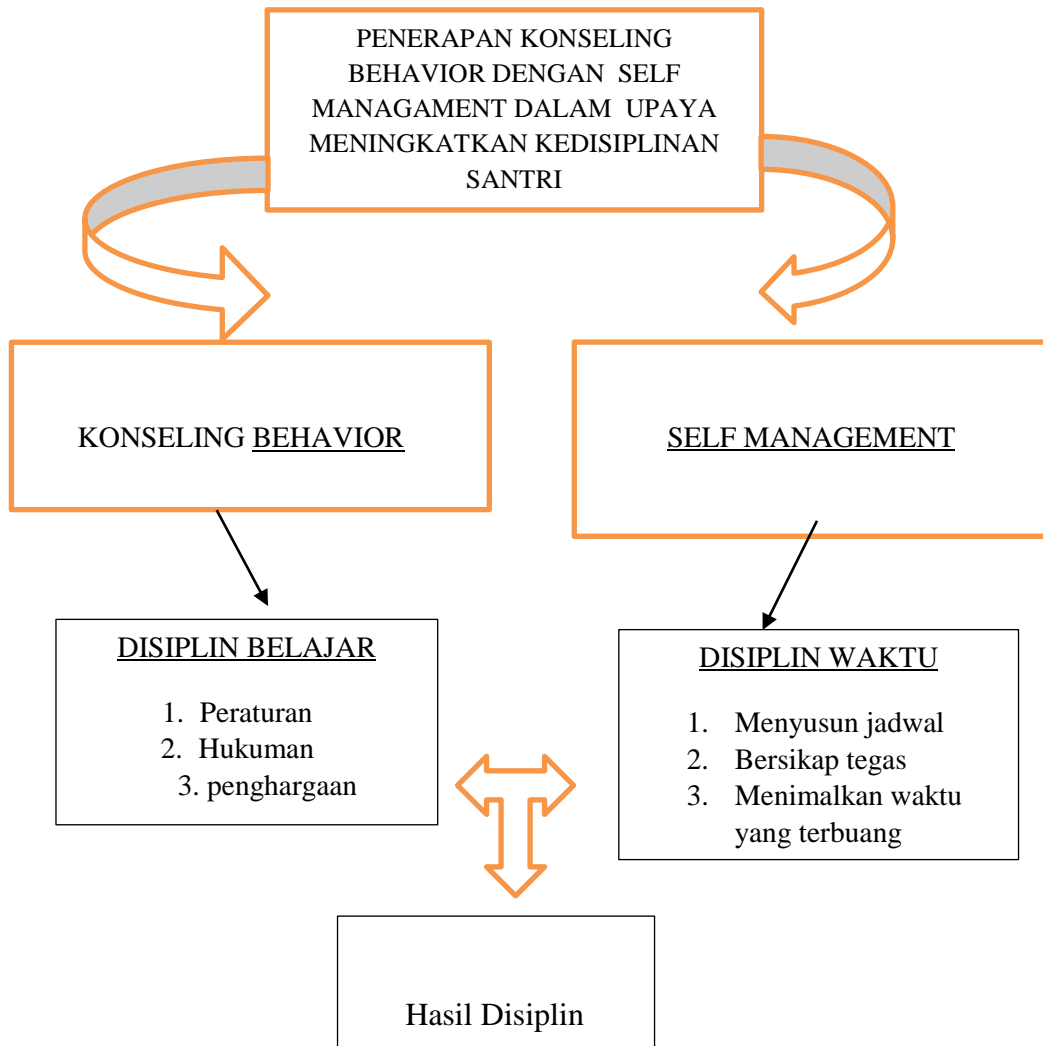 PENERAPAN KONSELING
BEHAVIOR DENGAN SELF
MANAGAMENT DALAM UPAYA
MENINGKATKAN KEDISIPLINAN
SANTRI
KONSELING BEHAVIOR
SELF MANAGEMENT
DISIPLIN BELAJAR
1. Peraturan
2. Hukuman
3. penghargaan
DISIPLIN WAKTU
1. Menyusun jadwal
2. Bersikap tegas
3. Menimalkan waktu
yang terbuang
Hasil Disiplin